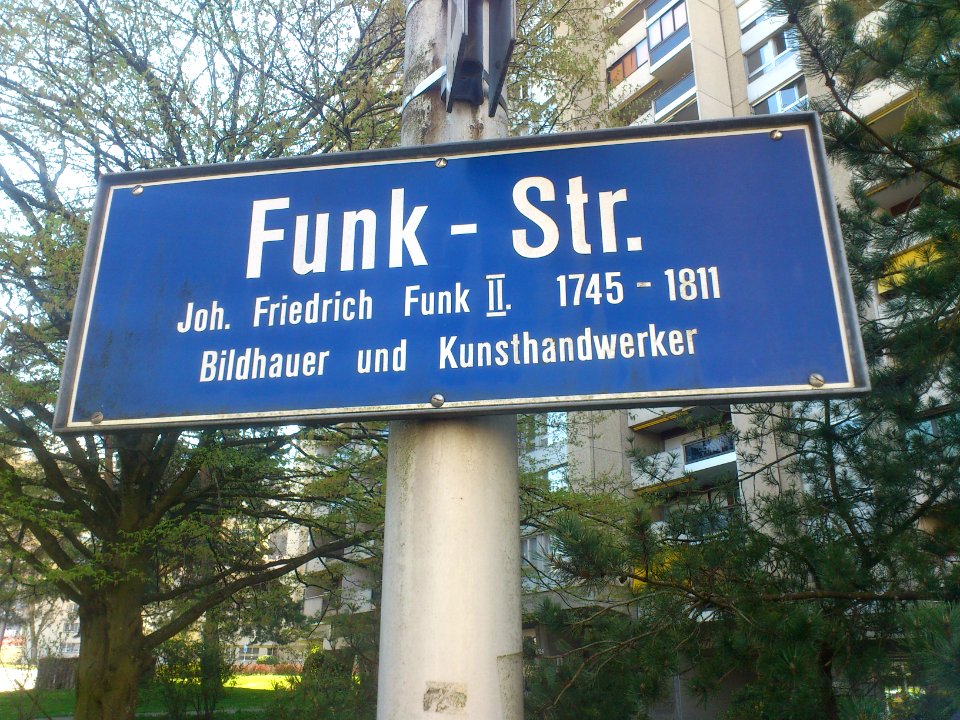 Funk - Str.
Joh. Friedrich Funk II. 1745 - 1811
Bildhauer und Kunsthandwerker